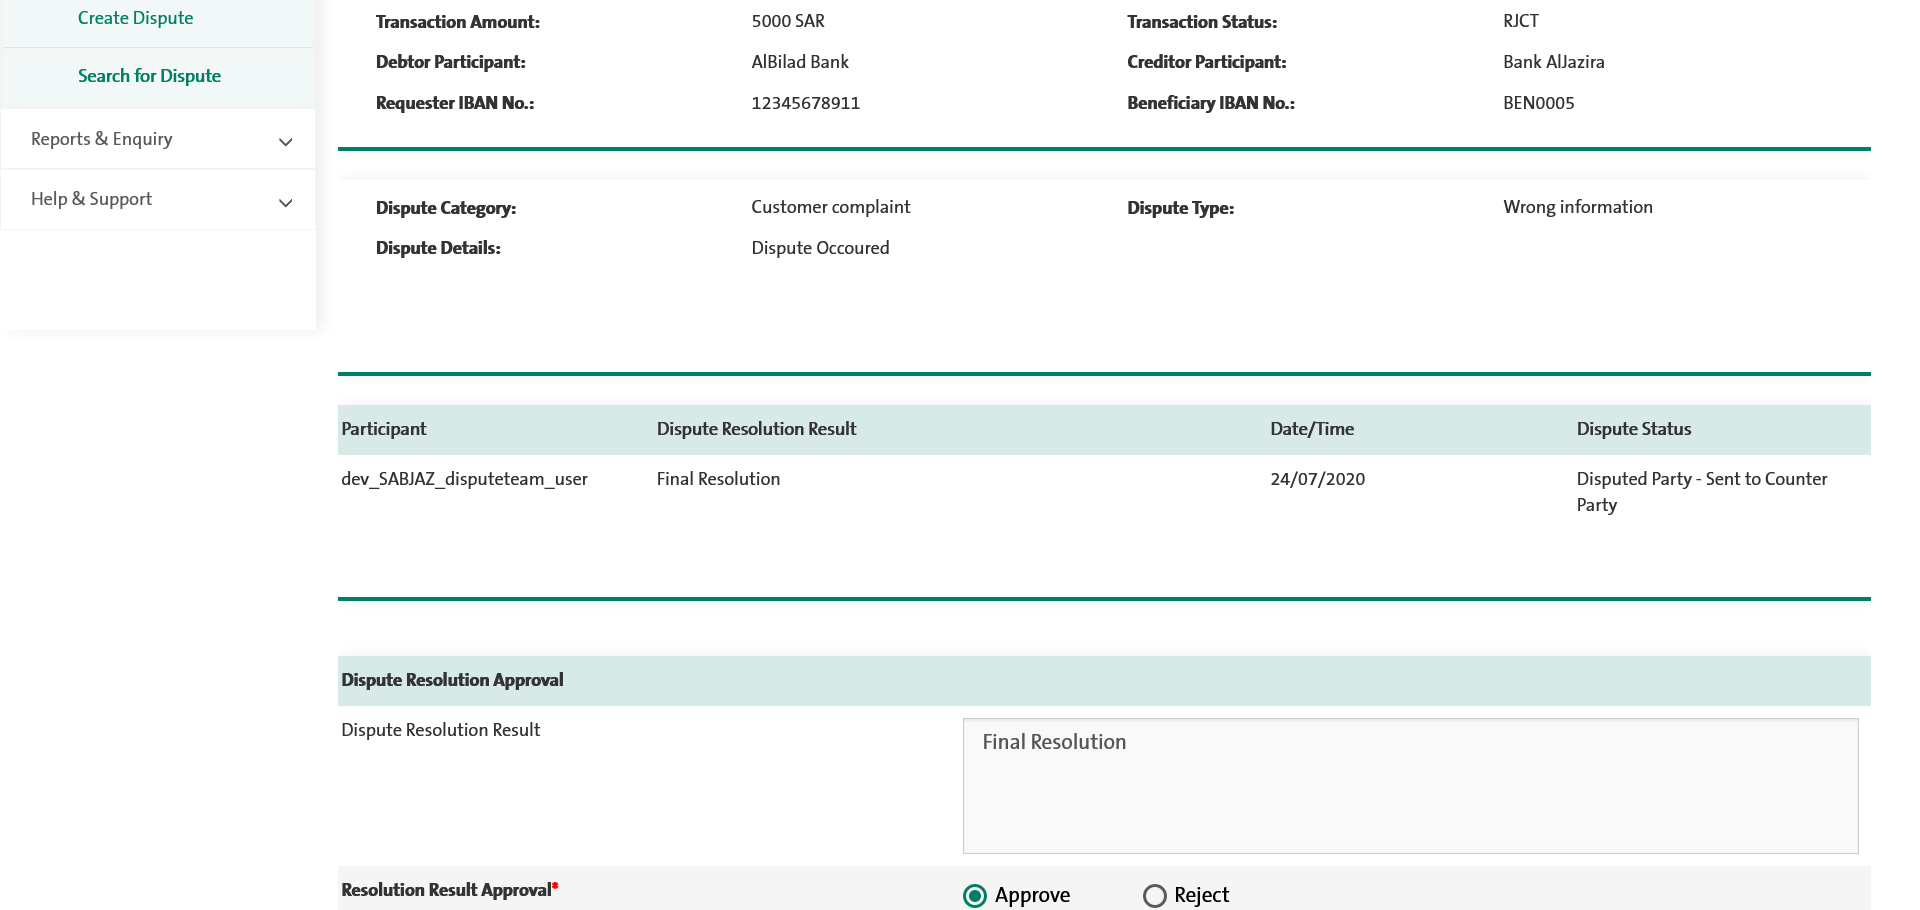 Create Dispute
Search for Dispute
Reports & Enquiry
Help & Support
Transaction Amount: 5000 SAR Transaction Status: RJCT
Debtor Participant: AlBilad Bank Creditor Participant: Bank AlJazira
Requester IBAN No.: 12345678911 Beneficiary IBAN No.: BEN0005
Dispute Category: Customer complaint Dispute Type: Wrong information
Dispute Details: Dispute Occoured
Participant Dispute Resolution Result Date/Time Dispute Status
dev_SABJAZ_disputeteam_user Final Resolution 24/07/2020 Disputed Party - Sent to Counter
Party
Dispute Resolution Approval
Dispute Resolution Result Final Resolution
Resolution Result Approval* Approve Reject